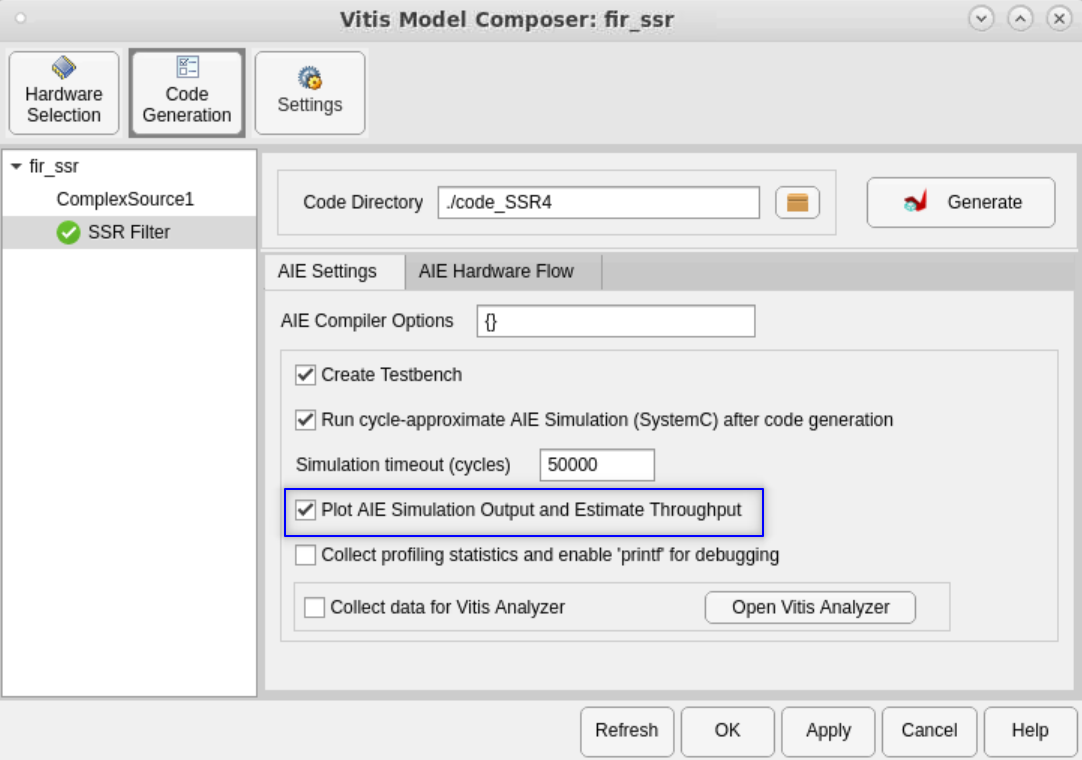 Vitis Model Composer: fir_ssr
Hardware
Selection
Code
Generation
Settings
fir_ssr
ComplexSource1
SSR Filter
Code Directory ./code_SSR4
Generate
AIE Settings AIE Hardware Flow
AIE Compiler Options {}
Create Testbench
Run cycle-approximate AIE Simulation (SystemC) after code generation
Simulation timeout (cycles) 50000
Plot AIE Simulation Output and Estimate Throughput
Collect profiling statistics and enable 'printf' for debugging
Collect data for Vitis Analyzer Open Vitis Analyzer
Refresh OK Apply Cancel Help